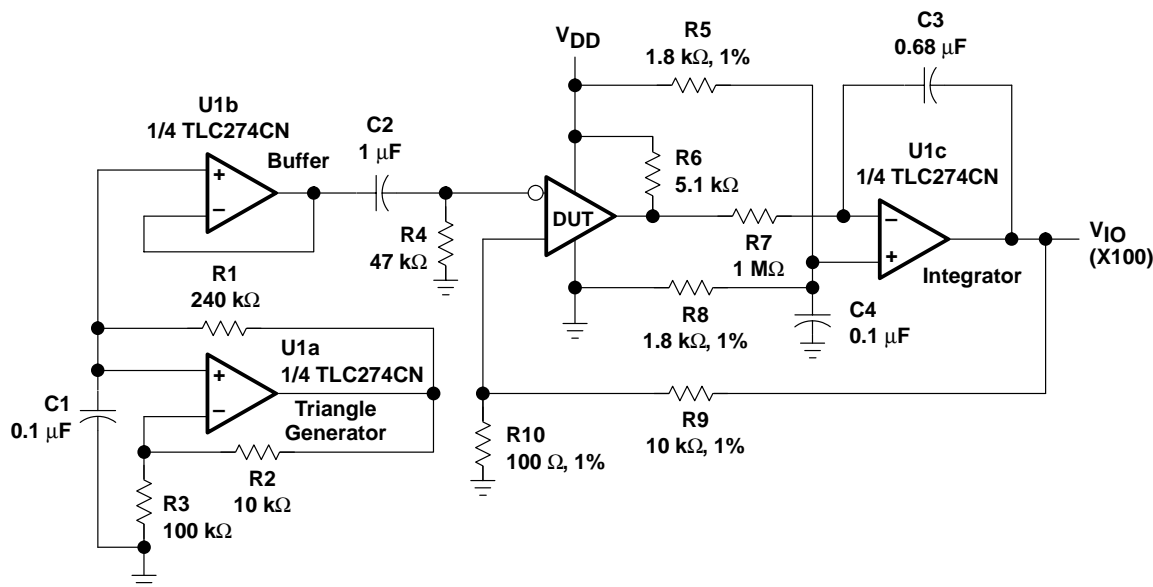 U1b
1/4 TLC274CN
Buffer
+
−
C2
1 µF
R4
47 kΩ
V DD
DUT
R5
1.8 kΩ, 1%
R6
5.1 kΩ
R7
1 MΩ
R8
1.8 kΩ, 1%
C3
0.68 µF
U1c
1/4 TLC274CN
−
+
Integrator
V IO
(X100)
C4
0.1 µF
R1
240 kΩ
U1a
1/4 TLC274CN
+
−
Triangle
Generator
C1
0.1 µF
R2
10 kΩ
R3
100 kΩ
R9
10 kΩ, 1%
R10
100 Ω, 1%